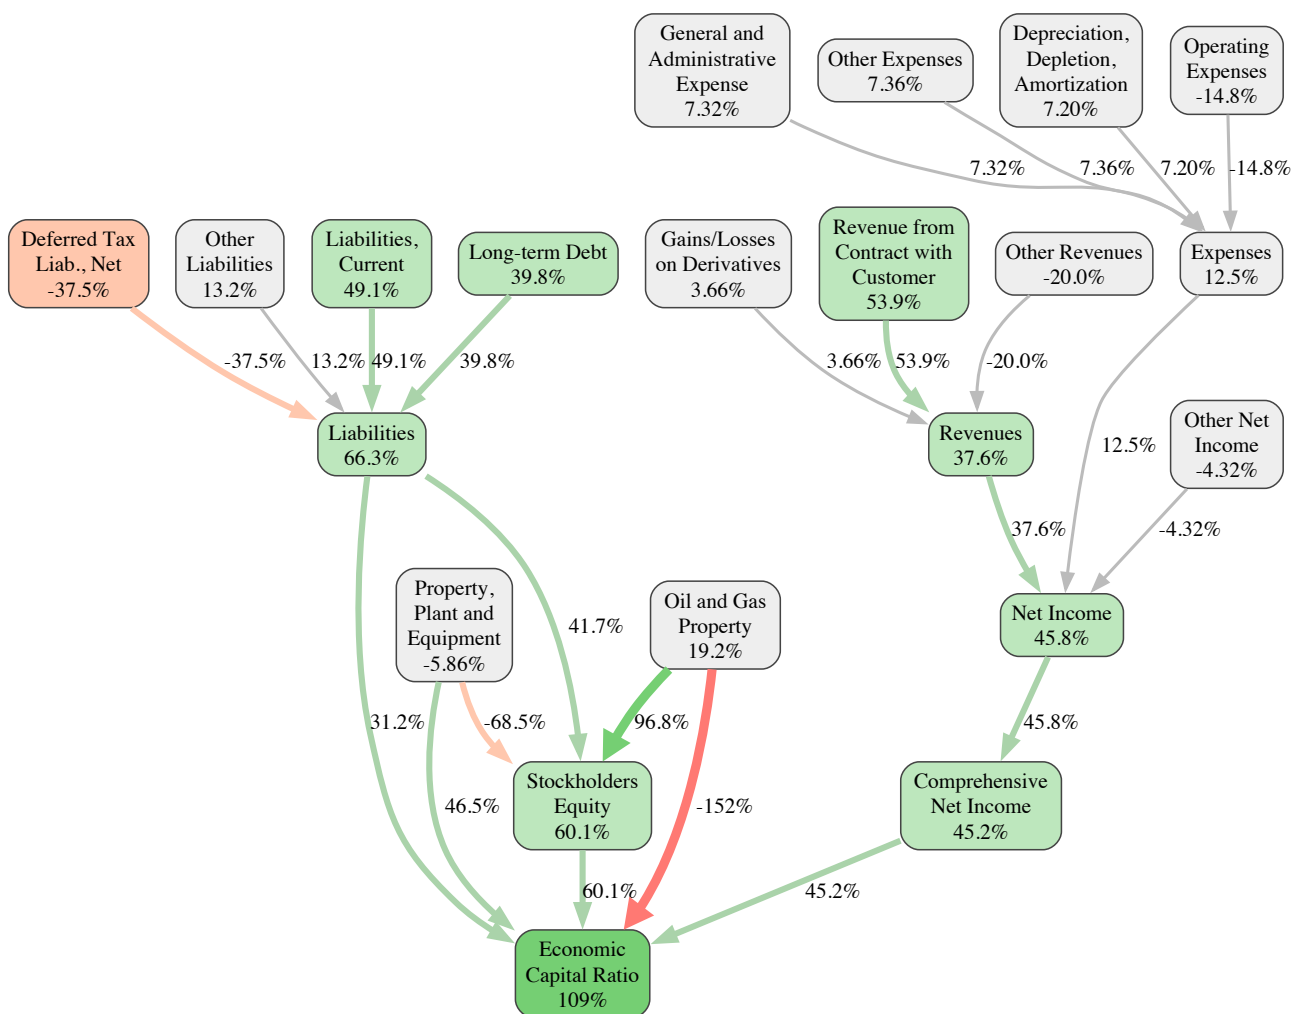 General and
Administrative
Expense
7.32%
Other Expenses
7.36%
Depreciation,
Depletion,
Amortization
7.20%
Operating
Expenses
-14.8%
7.32%
7.36%
7.20%
-14.8%
Deferred Tax
Liab., Net
-37.5%
Other
Liabilities
13.2%
Liabilities,
Current
49.1%
Long-term Debt
39.8%
Gains/Losses
on Derivatives
3.66%
Revenue from
Contract with
Customer
53.9%
Other Revenues
-20.0%
Expenses
12.5%
-37.5%
13.2%
49.1%
39.8%
3.66%
53.9%
-20.0%
12.5%
Liabilities
66.3%
Revenues
37.6%
Other Net
Income
-4.32%
37.6%
-4.32%
Property,
Plant and
Equipment
-5.86%
41.7%
Oil and Gas
Property
19.2%
Net Income
45.8%
31.2%
-68.5%
96.8%
45.8%
46.5%
Stockholders
Equity
60.1%
-152%
Comprehensive
Net Income
45.2%
60.1%
45.2%
Economic
Capital Ratio
109%